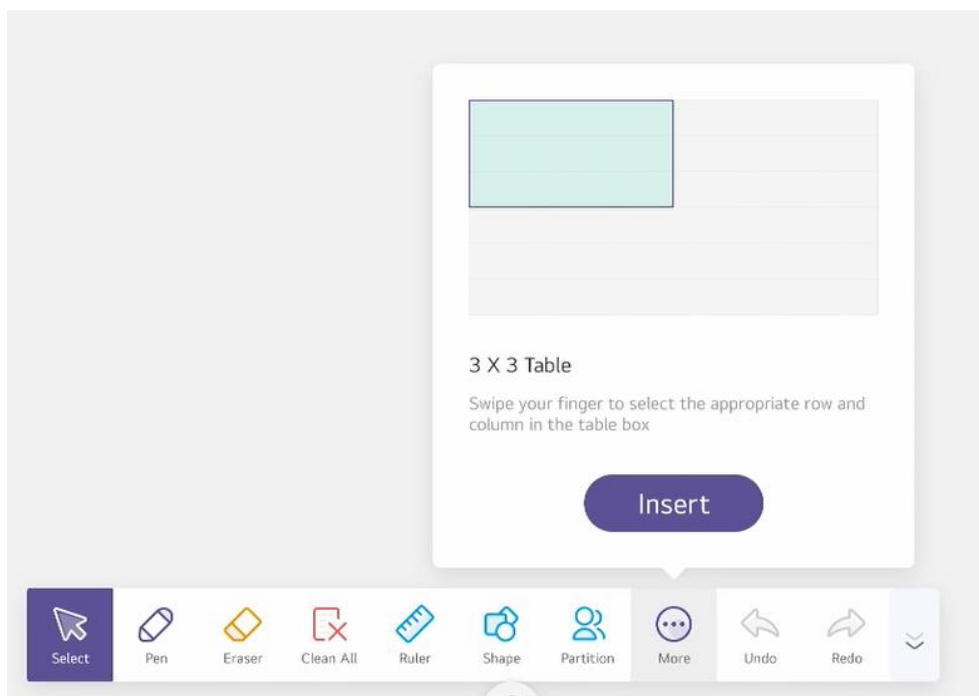 3 X 3 Table
Swipe your finger to select the appropriate row and
column in the table box
Insert
Select
Pen
Eraser
Clean All
Ruler
Shape
Partition
More
Undo
Redo